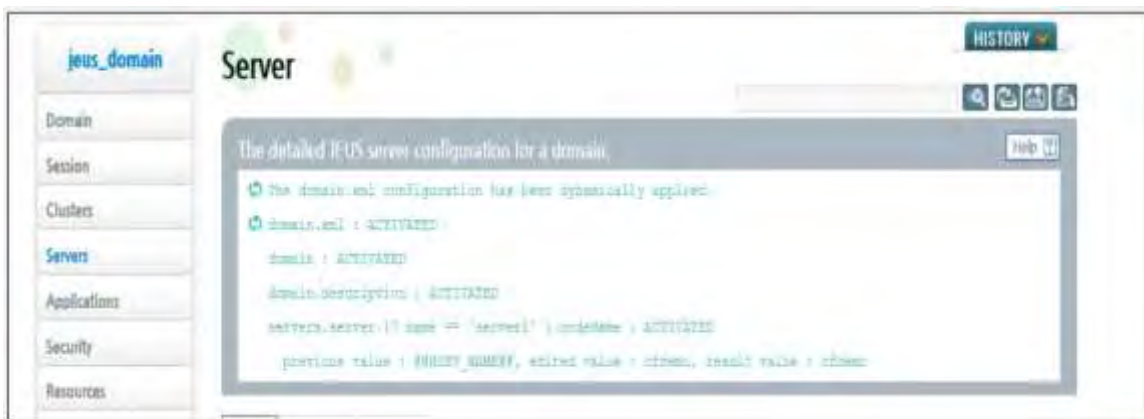 HISTORY
jeus_domain
Server
Domain
Session
Clusters
Servers
Applications
Security
Resources
The detailed JEUS server configuration for a domain.
Help
The domain.xml configuration has been dynamically applied.
domain.xml : ACTIVATED
domain : ACTIVATED
domain.description : ACTIVATED
servers.server.{? name == 'server1' }.nodeName : ACTIVATED
previous value : edited value : result value :